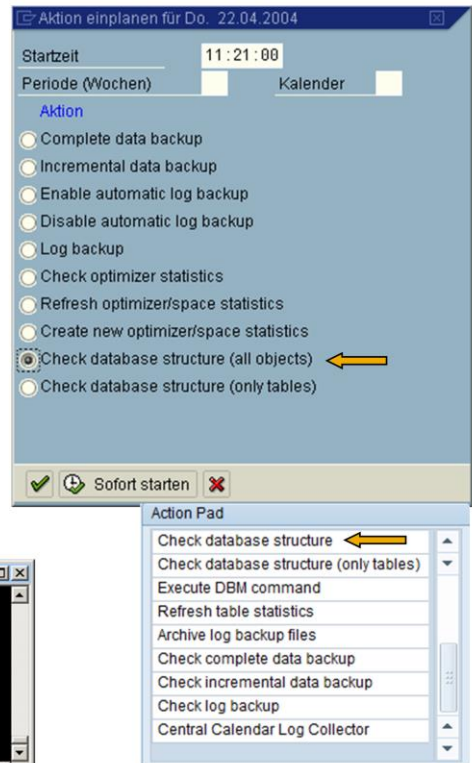 Aktion einplanen für Do. 22.04.2004
Startzeit 11:21:00
Periode (Wochen) Kalender
Aktion
Complete data backup
Incremental data backup
Enable automatic log backup
Disable automatic log backup
Log backup
Check optimizer statistics
Refresh optimizer/space statistics
Create new optimizer/space statistics
Check database structure (all objects)
Check database structure (only tables)
Sofort starten
Action Pad
Check database structure
Check database structure (only tables)
Execute DBM command
Refresh table statistics
Archive log backup files
Check complete data backup
Check incremental data backup
Check log backup
Central Calendar Log Collector